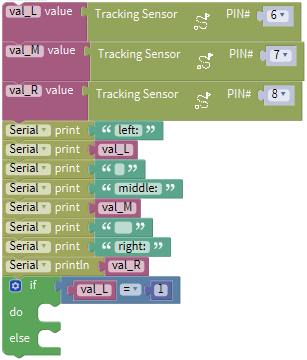 val_L value Tracking Sensor PIN# 6
val_M value Tracking Sensor PIN# 7
val_R value Tracking Sensor PIN# 8
Serial print “ left: ”
Serial print val_L
Serial print “ ”
Serial print “ middle: ”
Serial print val_M
Serial print “ ”
Serial print “ right: ”
Serial println val_R
if val_L = 1
do
else